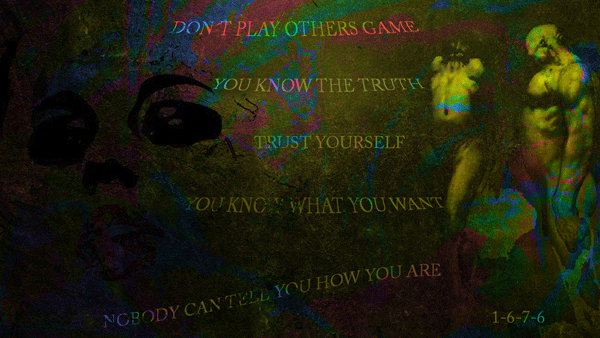 DON'T PLAY OTHERS GAME
YOU KNOW THE TRUTH
TRUST YOURSELF
YOU KNOW WHAT YOU WANT
NOBODY CAN TELL YOU HOW YOU ARE
1-6-7-6